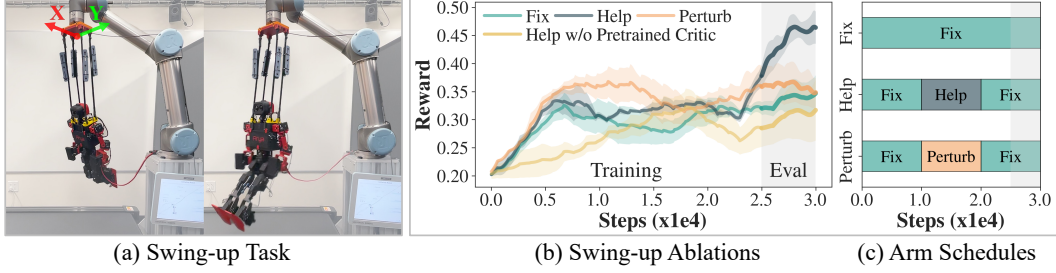 X
Y
(a) Swing-up Task
Reward
0.50
0.45
0.40
0.35
0.30
0.25
0.20
Fix
Help
Perturb
Help w/o Pretrained Critic
Training
Eval
0.0 0.5 1.0 1.5 2.0 2.5 3.0
Steps (x1e4)
(b) Swing-up Ablations
Fix
Fix
Help
Fix Help Fix
Perturb
Fix Perturb Fix
0.0 1.0 2.0 3.0
Steps (x1e4)
(c) Arm Schedules